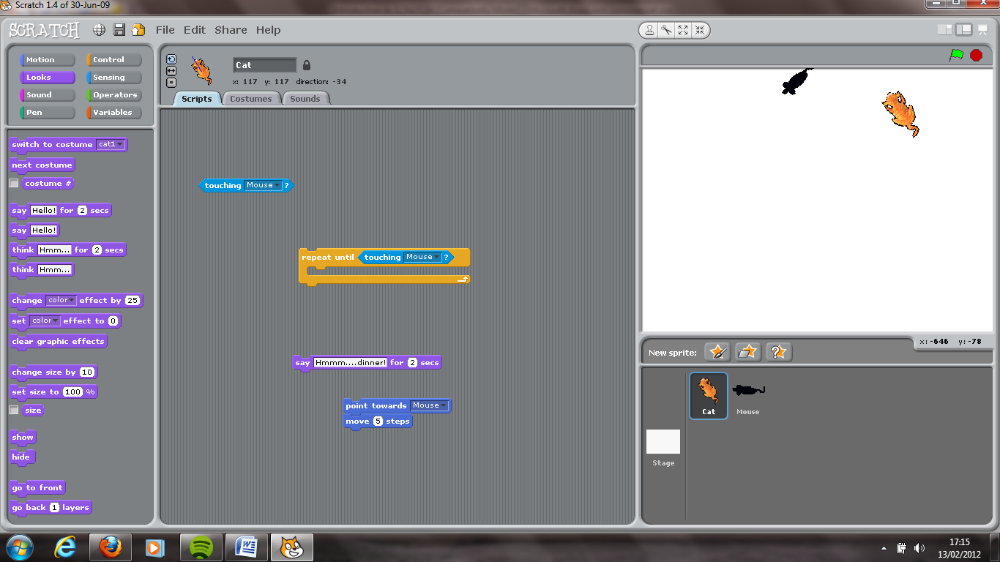 Scratch 1.4 of 30-Jun-09
SCRATCH File Edit Share Help
Motion Control
Looks Sensing
Sound Operators
Pen Variables
switch to costume cat1
next costume
costume #
say Hello! for 2 secs
say Hello!
think Hmm... for 2 secs
think Hmm...
change color effect by 25
set color effect to 0
clear graphic effects
change size by 10
set size to 100 %
size
show
hide
go to front
go back 1 layers
Cat
x: 117 y: 117 direction: -34
Scripts Costumes Sounds
touching Mouse ?
repeat until touching Mouse ?
say Hmmm....dinner! for 2 secs
point towards Mouse
move 5 steps
x: -646 y: -78
New sprite:
Cat Mouse
Stage
17:15
13/02/2012